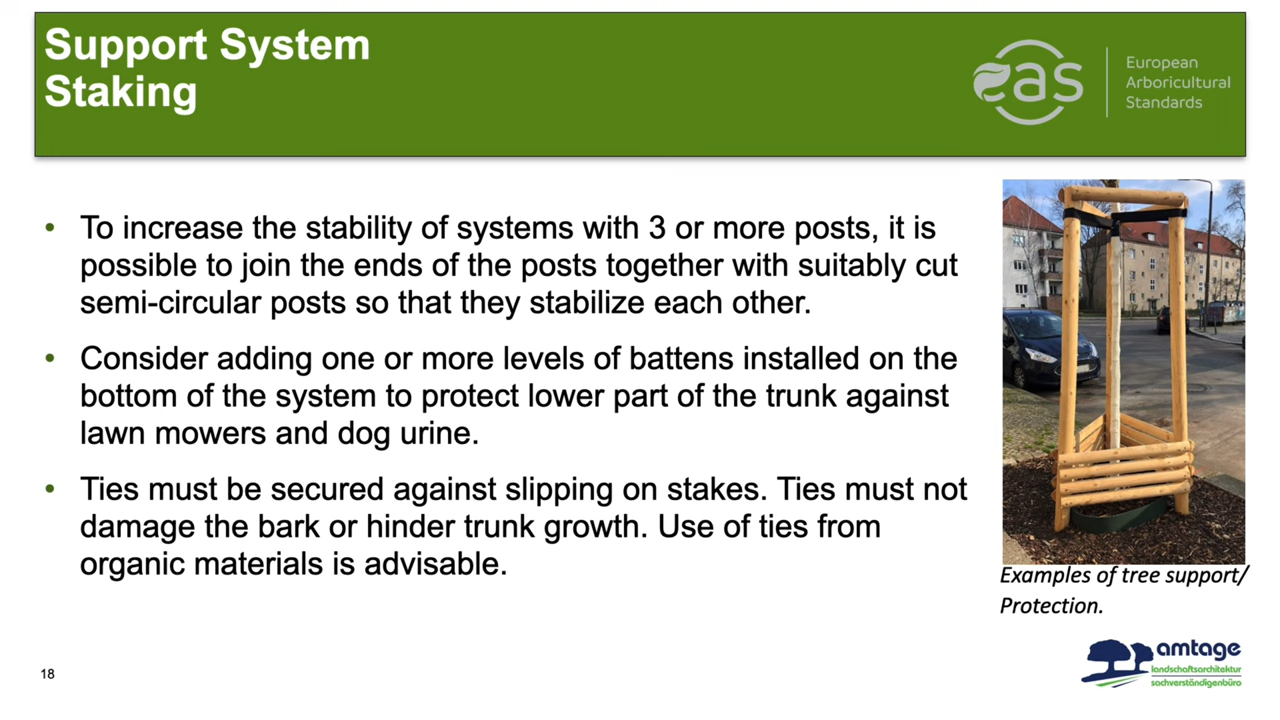 Support System
Staking
eas
European
Arboricultural
Standards
• To increase the stability of systems with 3 or more posts, it is
possible to join the ends of the posts together with suitably cut
semi-circular posts so that they stabilize each other.
• Consider adding one or more levels of battens installed on the
bottom of the system to protect lower part of the trunk against
lawn mowers and dog urine.
• Ties must be secured against slipping on stakes. Ties must not
damage the bark or hinder trunk growth. Use of ties from
organic materials is advisable.
Examples of tree support/
Protection.
amtage
landschaftsarchitektur
sachverständigenbüro
18